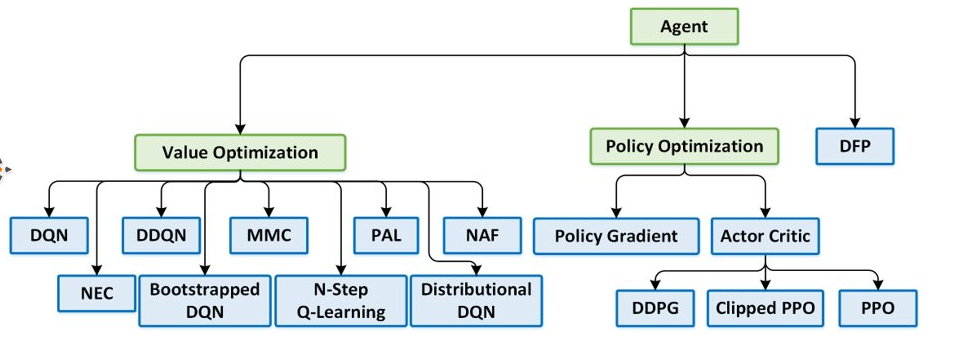 Agent
Value Optimization
Policy Optimization
DFP
DQN
DDQN
MMC
PAL
NAF
Policy Gradient
Actor Critic
NEC
Bootstrapped
DQN
N-Step
Q-Learning
Distributional
DQN
DDPG
Clipped PPO
PPO